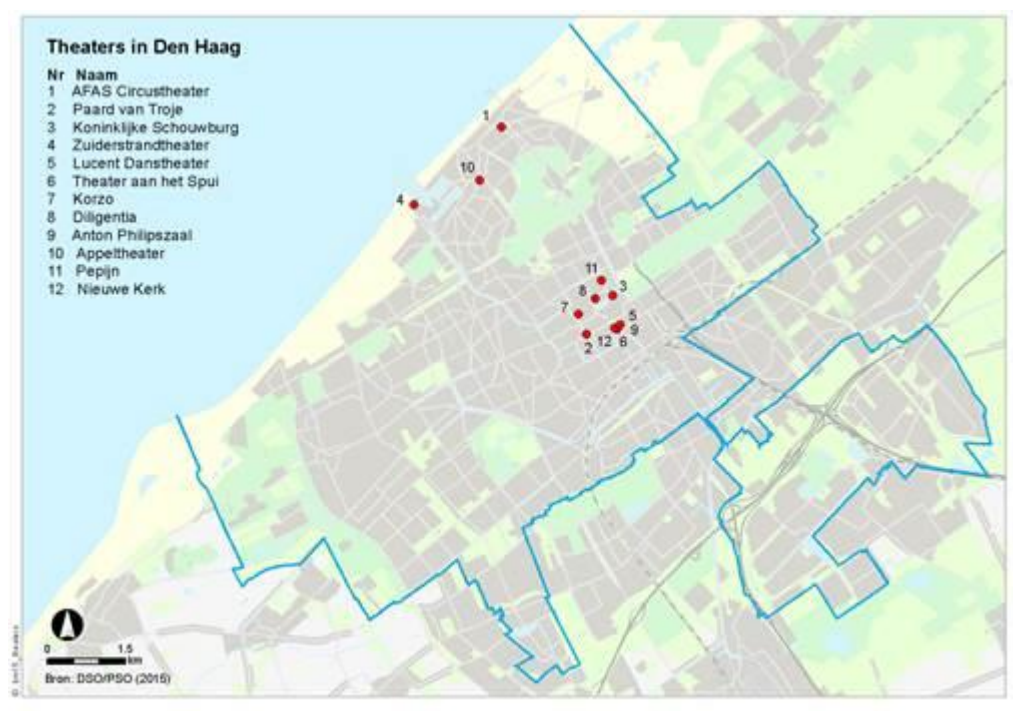 Theaters in Den Haag
Nr Naam
1 AFAS Circustheater
2 Paard van Troje
3 Koninklijke Schouwburg
4 Zuiderstrandtheater
5 Lucent Danstheater
6 Theater aan het Spui
7 Korzo
8 Diligentia
9 Anton Philipszaal
10 Appeltheater
11 Pepijn
12 Nieuwe Kerk
1
10
4
11
3
8
7
5
9
2
12
6
0 1.5
km
Bron: DSO/PSO (2015)